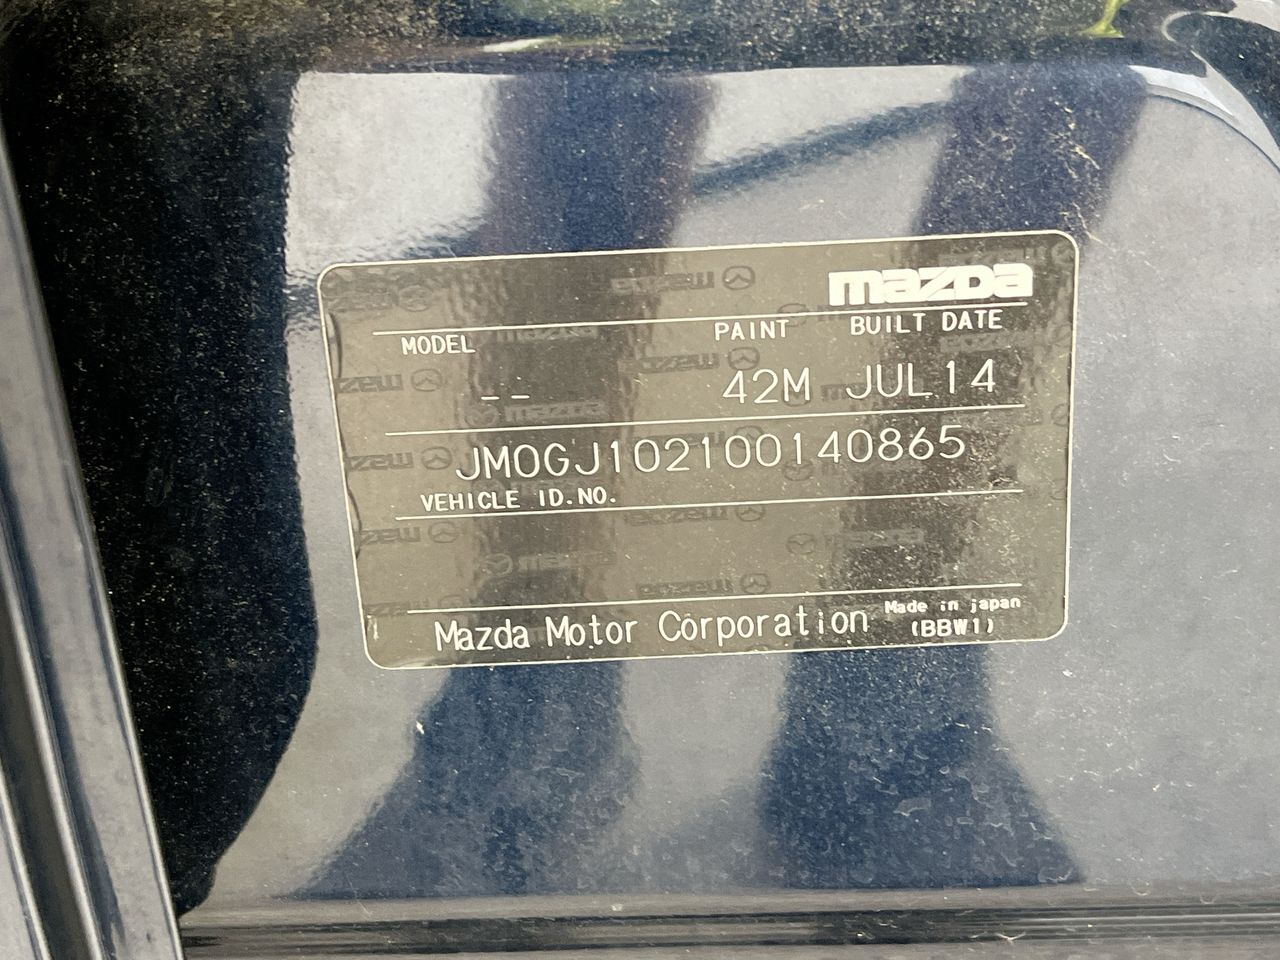 mazda
MODEL PAINT BUILT DATE
-- 42M JUL14
JM0GJ102100140865
VEHICLE ID.NO.
Mazda Motor Corporation Made in japan
(BBW1)